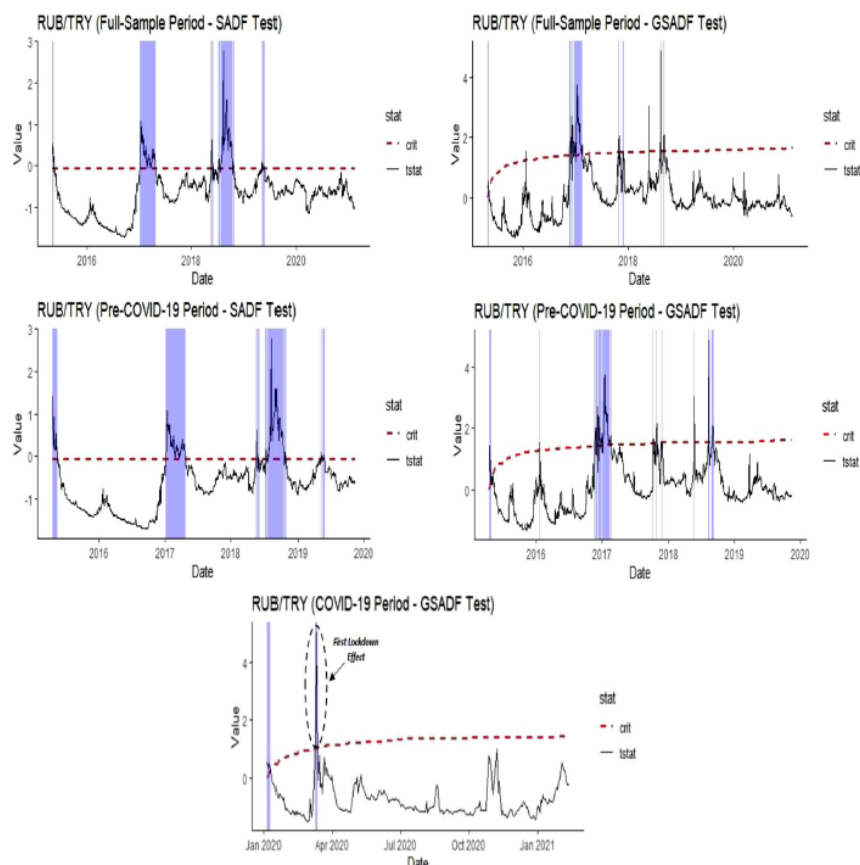 RUB/TRY (Full-Sample Period - SADF Test)
3
2
1
0
-1
Value
2016
2018
2020
Date
stat
crit
tstat
RUB/TRY (Full-Sample Period - GSADF Test)
4
2
0
Value
2016
2018
2020
Date
stat
crit
tstat
RUB/TRY (Pre-COVID-19 Period - SADF Test)
3
2
1
0
-1
Value
2016
2017
2018
2019
2020
Date
stat
crit
tstat
RUB/TRY (Pre-COVID-19 Period - GSADF Test)
4
2
0
Value
2016
2017
2018
2019
2020
Date
stat
crit
tstat
RUB/TRY (COVID-19 Period - GSADF Test)
First Lockdown
Effect
4
2
0
Value
Jan 2020
Apr 2020
Jul 2020
Oct 2020
Jan 2021
Date
stat
crit
tstat